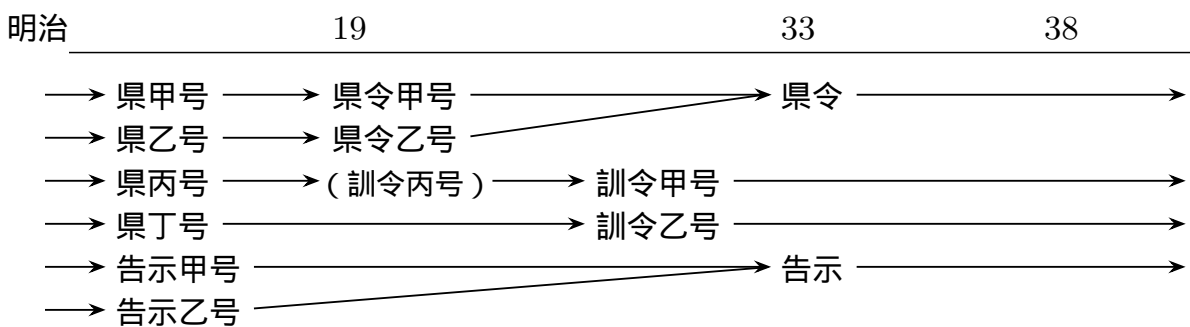 明治 19 33 38
県甲号 県令甲号 県令
県乙号 県令乙号
県丙号 (訓令丙号) 訓令甲号
県丁号 訓令乙号
告示甲号 告示
告示乙号